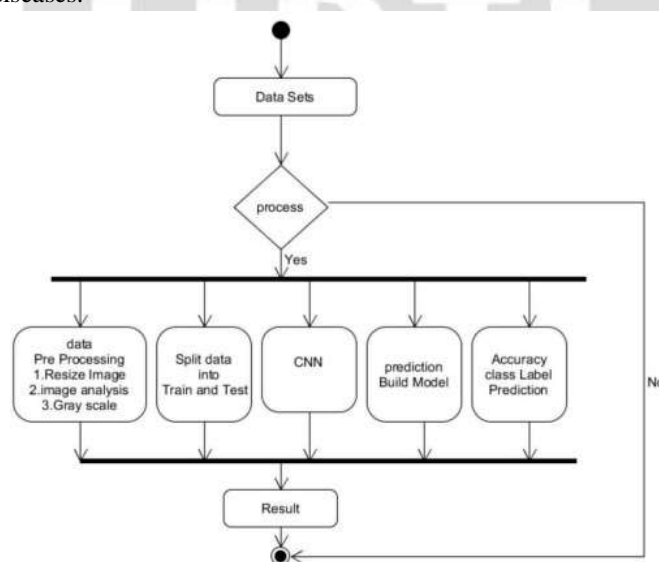 Data Sets
process
Yes
data
Pre Processing
1.Resize Image
2.image analysis
3.Gray scale
Split data
into
Train and Test
CNN
prediction
Build Model
Accuracy
class Label
Prediction
No
Result